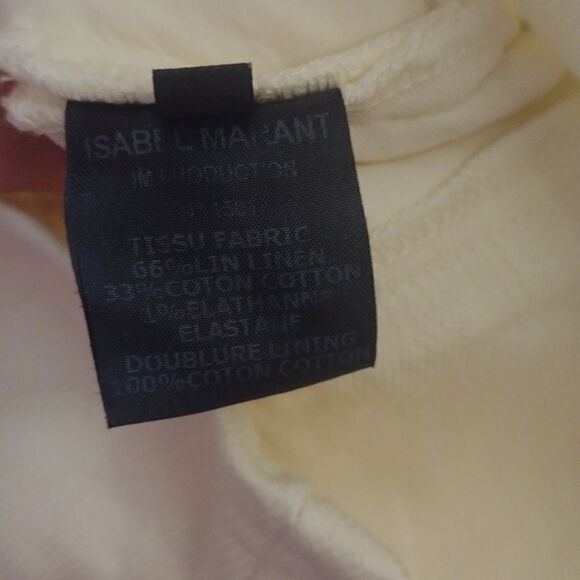 ISABEL MARANT
IM PRODUCTION
TISSU FABRIC
66%LIN LINEN
33%COTON COTTON
1%ELATHANNE
ELASTANE
DOUBLURE LINING
100%COTON COTTON